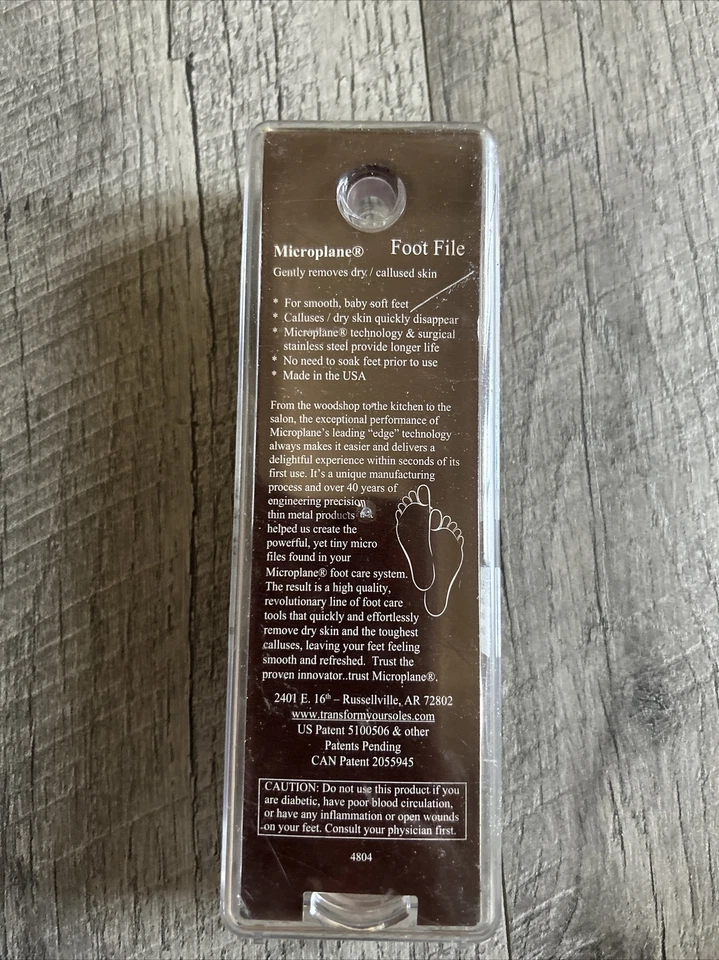 Microplane® Foot File
Gently removes dry / callused skin
* For smooth, baby soft feet
* Calluses / dry skin quickly disappear
* Microplane® technology & surgical
stainless steel provide longer life
* No need to soak feet prior to use
* Made in the USA
From the woodshop to the kitchen to the
salon, the exceptional performance of
Microplane's leading “edge” technology
always makes it easier and delivers a
delightful experience within seconds of its
first use. It's a unique manufacturing
process and over 40 years of
engineering precision
thin metal products
helped us create the
powerful, yet tiny micro
files found in your
Microplane® foot care system.
The result is a high quality,
revolutionary line of foot care
tools that quickly and effortlessly
remove dry skin and the toughest
calluses, leaving your feet feeling
smooth and refreshed. Trust the
proven innovator..trust Microplane®.
2401 E. 16th – Russellville, AR 72802
www.transformyoursoles.com
US Patent 5100506 & other
Patents Pending
CAN Patent 2055945
CAUTION: Do not use this product if you
are diabetic, have poor blood circulation,
or have any inflammation or open wounds
on your feet. Consult your physician first.
4804